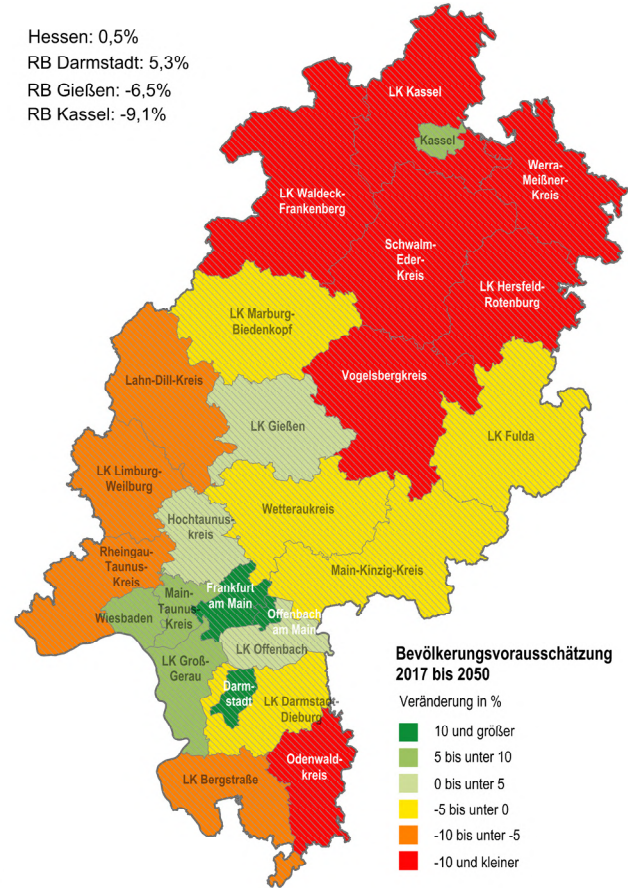 Hessen: 0,5%
RB Darmstadt: 5,3%
RB Gießen: -6,5%
RB Kassel: -9,1%
LK Kassel
Kassel
Werra-
Meißner-
Kreis
LK Waldeck-
Frankenberg
Schwalm-
Eder-
Kreis
LK Hersfeld-
Rotenburg
LK Marburg-
Biedenkopf
Lahn-Dill-Kreis
Vogelsbergkreis
LK Gießen
LK Fulda
LK Limburg-
Weilburg
Wetteraukreis
Hochtaunus-
kreis
Rheingau-
Taunus-
Kreis
Main-Kinzig-Kreis
Frankfurt
am Main
Main-
Taunus-
Kreis
Offenbach
am Main
Wiesbaden
LK Offenbach
LK Groß-
Gerau
Darm-
stadt
LK Darmstadt-
Dieburg
Odenwald-
kreis
LK Bergstraße
Bevölkerungsvorausschätzung
2017 bis 2050
Veränderung in %
10 und größer
5 bis unter 10
0 bis unter 5
-5 bis unter 0
-10 bis unter -5
-10 und kleiner